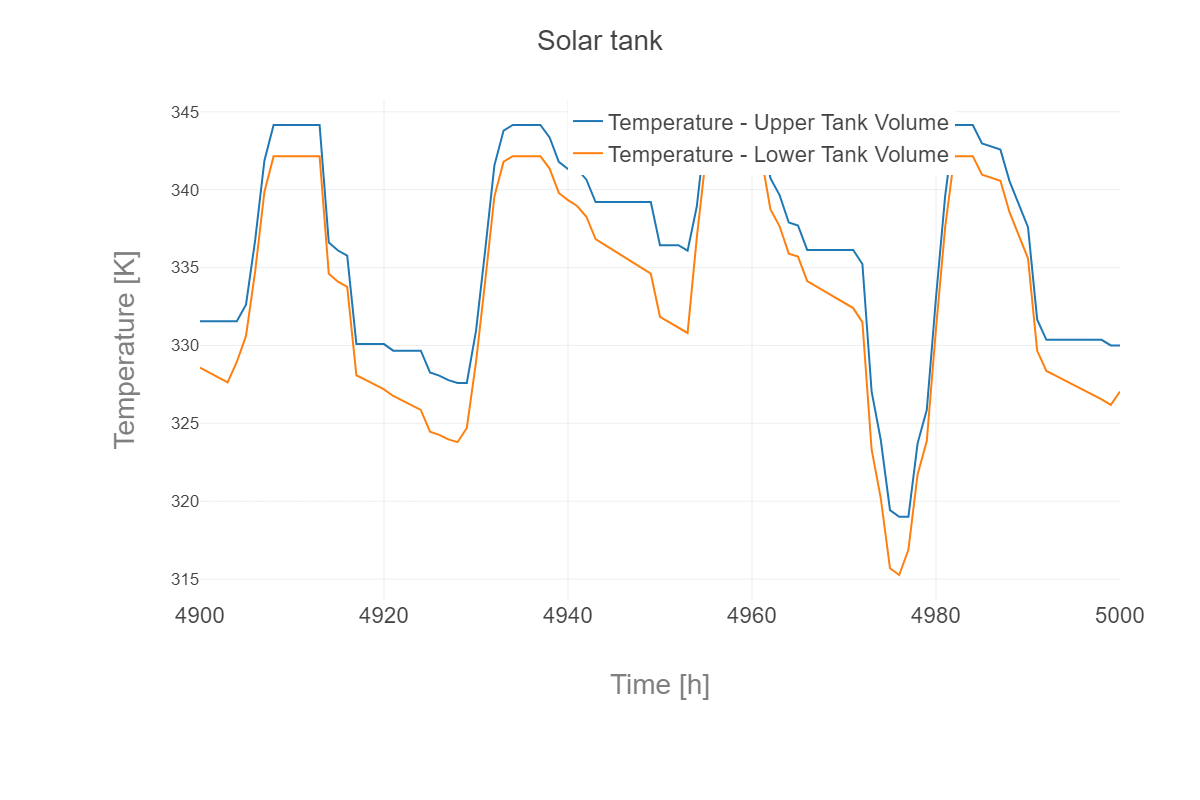 Solar tank
Temperature - Upper Tank Volume
Temperature - Lower Tank Volume
Temperature [K]
345
340
335
330
325
320
315
4900 4920 4940 4960 4980 5000
Time [h]